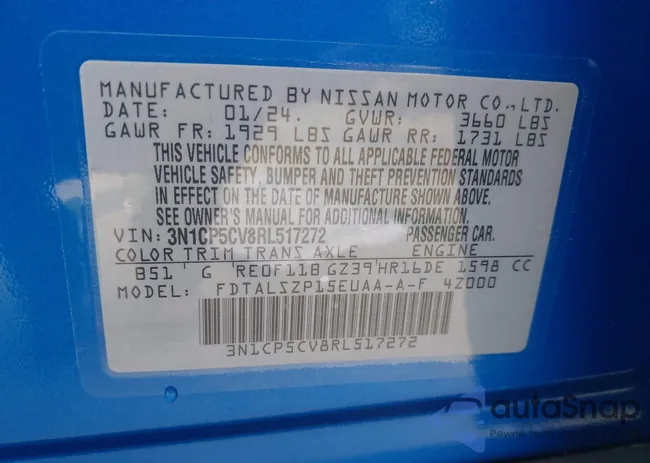 MANUFACTURED BY NISSAN MOTOR CO.,LTD.
DATE: 01/24. GVWR: 3660 LBS
GAWR FR: 1929 LBS GAWR RR: 1731 LBS
THIS VEHICLE CONFORMS TO ALL APPLICABLE FEDERAL MOTOR
VEHICLE SAFETY, BUMPER AND THEFT PREVENTION STANDARDS
IN EFFECT ON THE DATE OF MANUFACTURE SHOWN ABOVE.
SEE OWNER'S MANUAL FOR ADDITIONAL INFORMATION.
VIN: 3N1CP5CV8RL517272 PASSENGER CAR.
COLOR TRIM TRANS AXLE ENGINE
B51 G RE0F11B GZ39 HR16DE 1598 CC
MODEL: FDTALSZP15EUAA-A-F 4Z000
3N1CP5CV8RL517272
autaSnap
Pewne auta